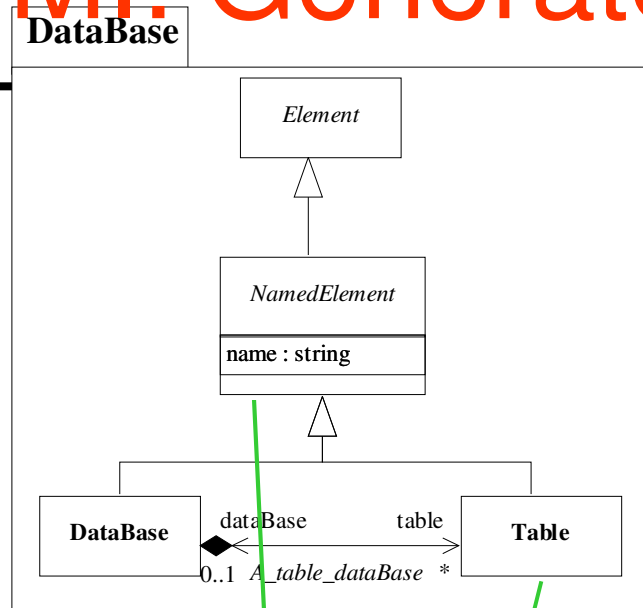 DataBase
Element
NamedElement
name : string
dataBase table
DataBase Table
0..1 A_table_dataBase *